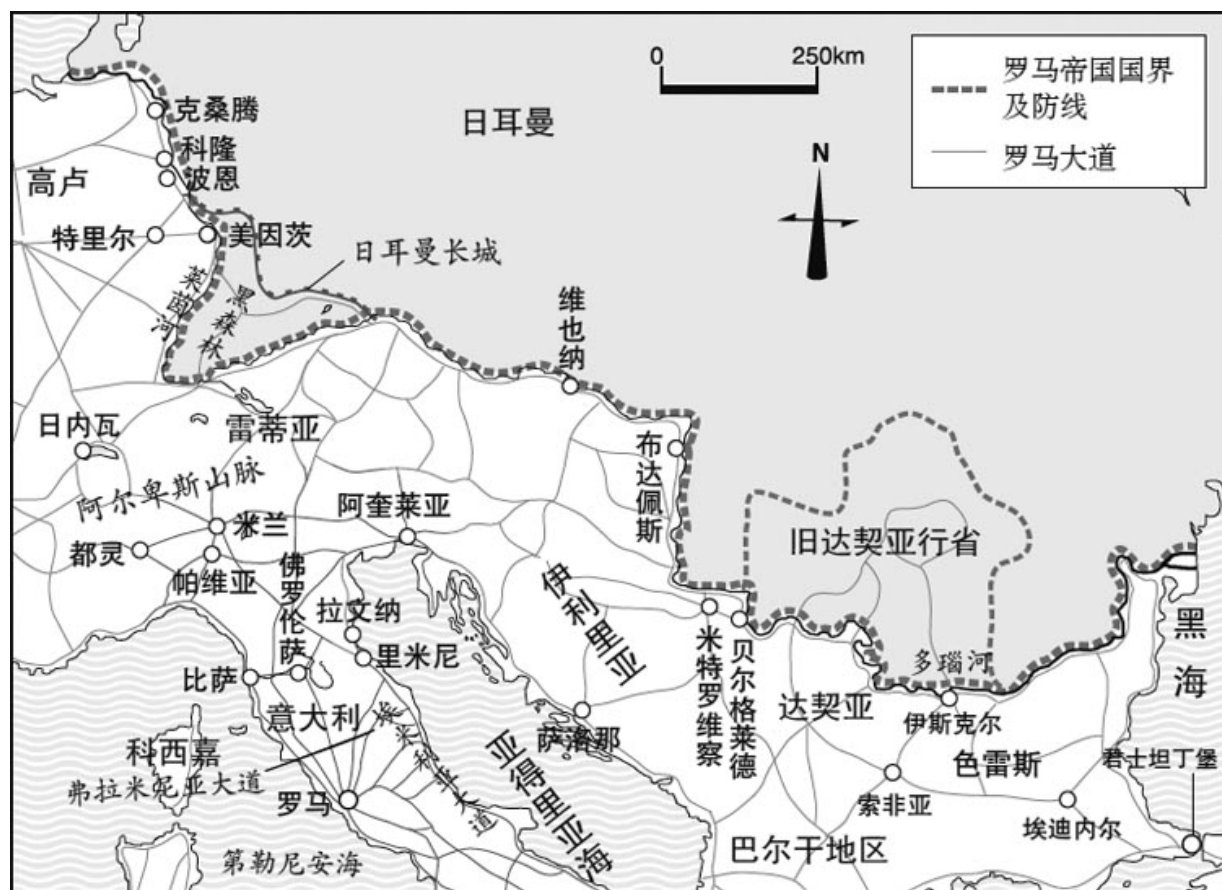 0 250km
罗马帝国国界
及防线
罗马大道
N
日耳曼
克桑腾
科隆
波恩
高卢
特里尔
美因茨
日耳曼长城
莱茵河
黑森林
维也纳
日内瓦
雷蒂亚
布达佩斯
阿尔卑斯山脉
米兰
阿奎莱亚
都灵
帕维亚
旧达契亚行省
佛罗伦萨
拉文纳
伊利里亚
里米尼
米特罗维察
贝尔格莱德
黑海
比萨
多瑙河
意大利
达契亚
伊斯克尔
萨洛那
科西嘉
色雷斯
君士坦丁堡
弗拉米尼亚大道
亚得里亚海
罗马
索非亚
埃迪内尔
第勒尼安海
巴尔干地区